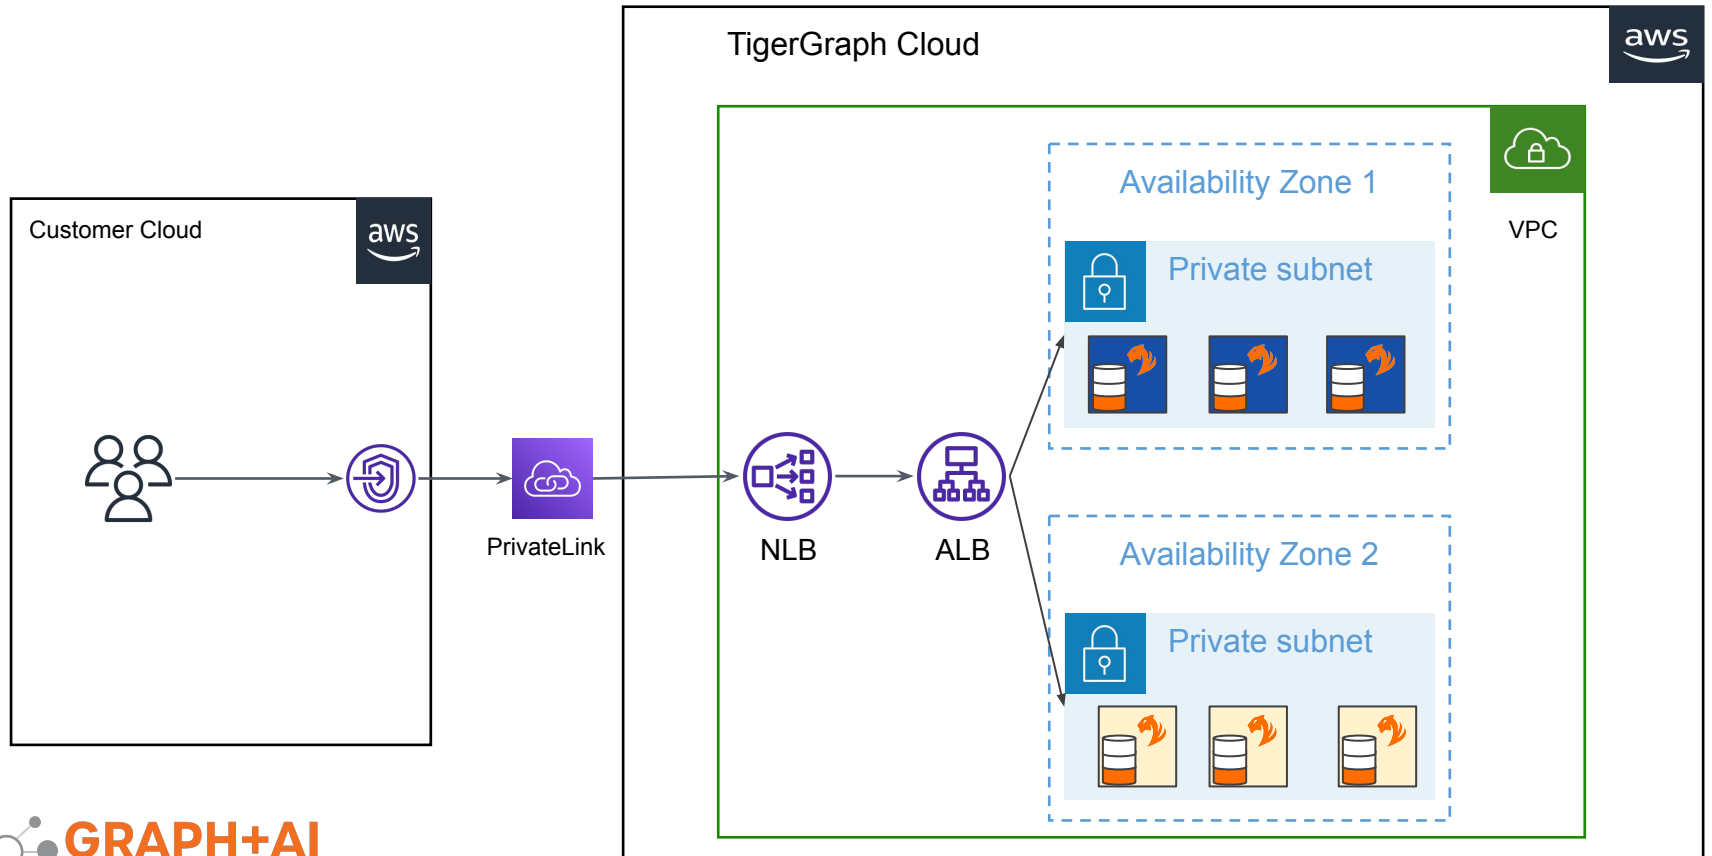 TigerGraph Cloud
aws
Availability Zone 1
VPC
Customer Cloud
aws
Private subnet
PrivateLink
NLB
ALB
Availability Zone 2
Private subnet
GRAPH+AI